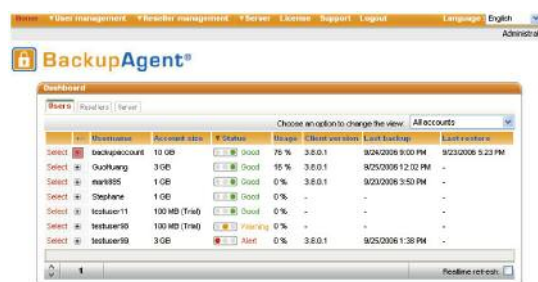 Home ▼User management ▼Reseller management ▼Server License Support Logout Language English
Administrat
BackupAgent®
Dashboard
Users Resellers Server
Choose an option to change the view: All accounts
Username Account size ▼ Status Usage Client version Last backup Last restore
Select backupaccount 10 GB Good 76 % 3.8.0.1 9/24/2006 9:00 PM 9/23/2006 5:23 PM
Select GuoHuang 3 GB Good 16 % 3.8.0.1 9/25/2006 12:02 PM -
Select 1 GB Good 0 % 3.8.0.1 9/20/2006 3:50 PM -
Select Stephane 1 GB Good 0 % - - -
Select testuser11 100 MB (Trial) Good 0 % - - -
Select testuser98 100 MB (Trial) Warning 0 % - - -
Select testuser99 3 GB Alert 0 % 3.8.0.1 9/25/2006 1:38 PM -
1 Realtime refresh: